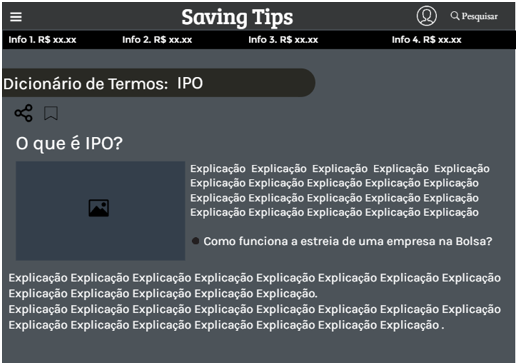 Saving Tips
Pesquisar
Info 1. R$ xx.xx Info 2. R$ xx.xx Info 3. R$ xx.xx Info 4. R$ xx.xx
Dicionário de Termos: IPO
O que é IPO?
Explicação Explicação Explicação Explicação Explicação
Explicação Explicação Explicação Explicação Explicação
Explicação Explicação Explicação Explicação Explicação
Explicação Explicação Explicação Explicação Explicação
Como funciona a estreia de uma empresa na Bolsa?
Explicação Explicação Explicação Explicação Explicação Explicação Explicação Explicação
Explicação Explicação Explicação Explicação Explicação.
Explicação Explicação Explicação Explicação Explicação Explicação Explicação Explicação
Explicação Explicação Explicação Explicação Explicação Explicação Explicação .